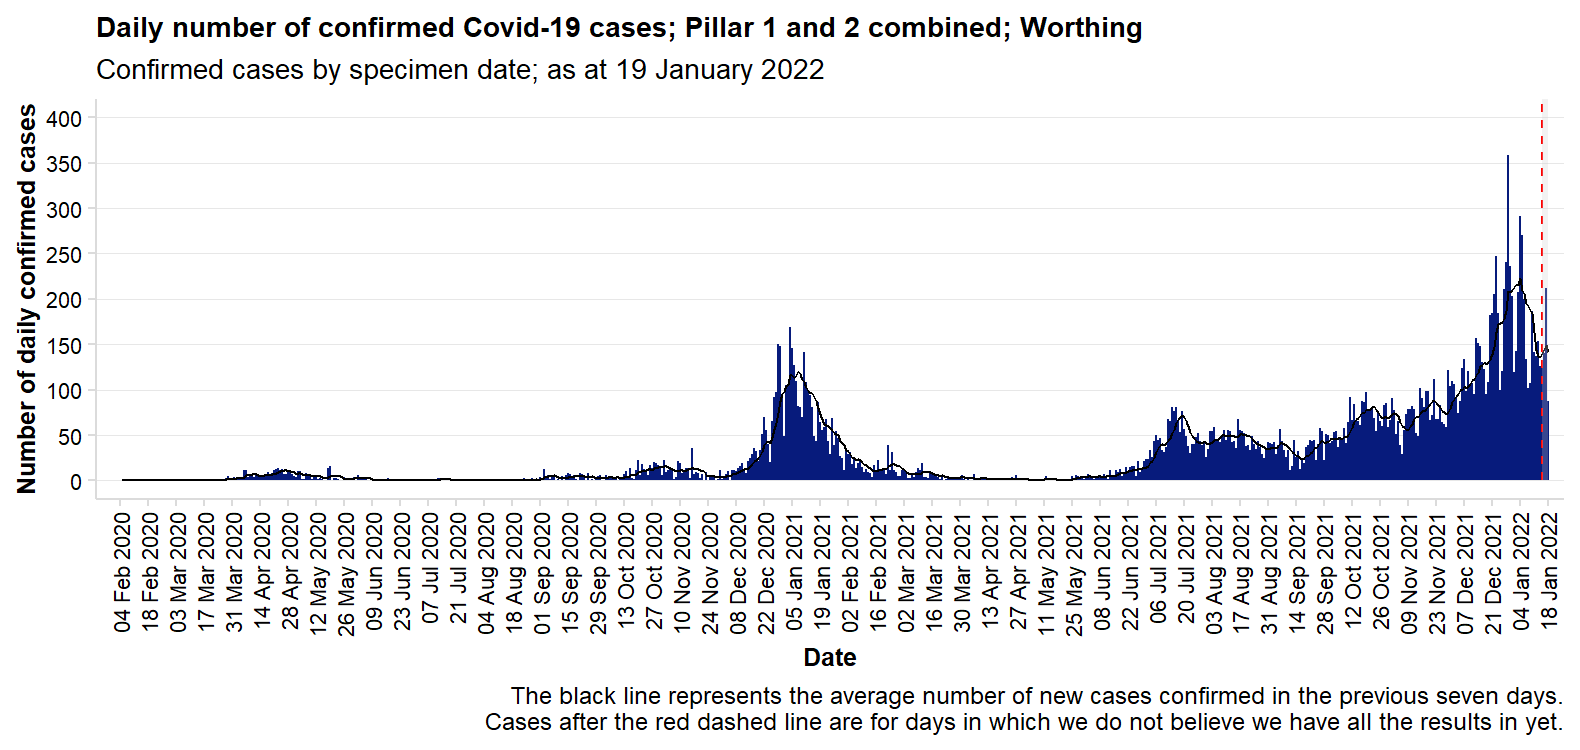 Daily number of confirmed Covid-19 cases; Pillar 1 and 2 combined; Worthing
Confirmed cases by specimen date; as at 19 January 2022
Number of daily confirmed cases
400
350
300
250
200
150
100
50
0
04 Feb 2020
18 Feb 2020
03 Mar 2020
17 Mar 2020
31 Mar 2020
14 Apr 2020
28 Apr 2020
12 May 2020
26 May 2020
09 Jun 2020
23 Jun 2020
07 Jul 2020
21 Jul 2020
04 Aug 2020
18 Aug 2020
01 Sep 2020
15 Sep 2020
29 Sep 2020
13 Oct 2020
27 Oct 2020
10 Nov 2020
24 Nov 2020
08 Dec 2020
22 Dec 2020
05 Jan 2021
19 Jan 2021
02 Feb 2021
16 Feb 2021
02 Mar 2021
16 Mar 2021
30 Mar 2021
13 Apr 2021
27 Apr 2021
11 May 2021
25 May 2021
08 Jun 2021
22 Jun 2021
06 Jul 2021
20 Jul 2021
03 Aug 2021
17 Aug 2021
31 Aug 2021
14 Sep 2021
28 Sep 2021
12 Oct 2021
26 Oct 2021
09 Nov 2021
23 Nov 2021
07 Dec 2021
21 Dec 2021
04 Jan 2022
18 Jan 2022
Date
The black line represents the average number of new cases confirmed in the previous seven days.
Cases after the red dashed line are for days in which we do not believe we have all the results in yet.